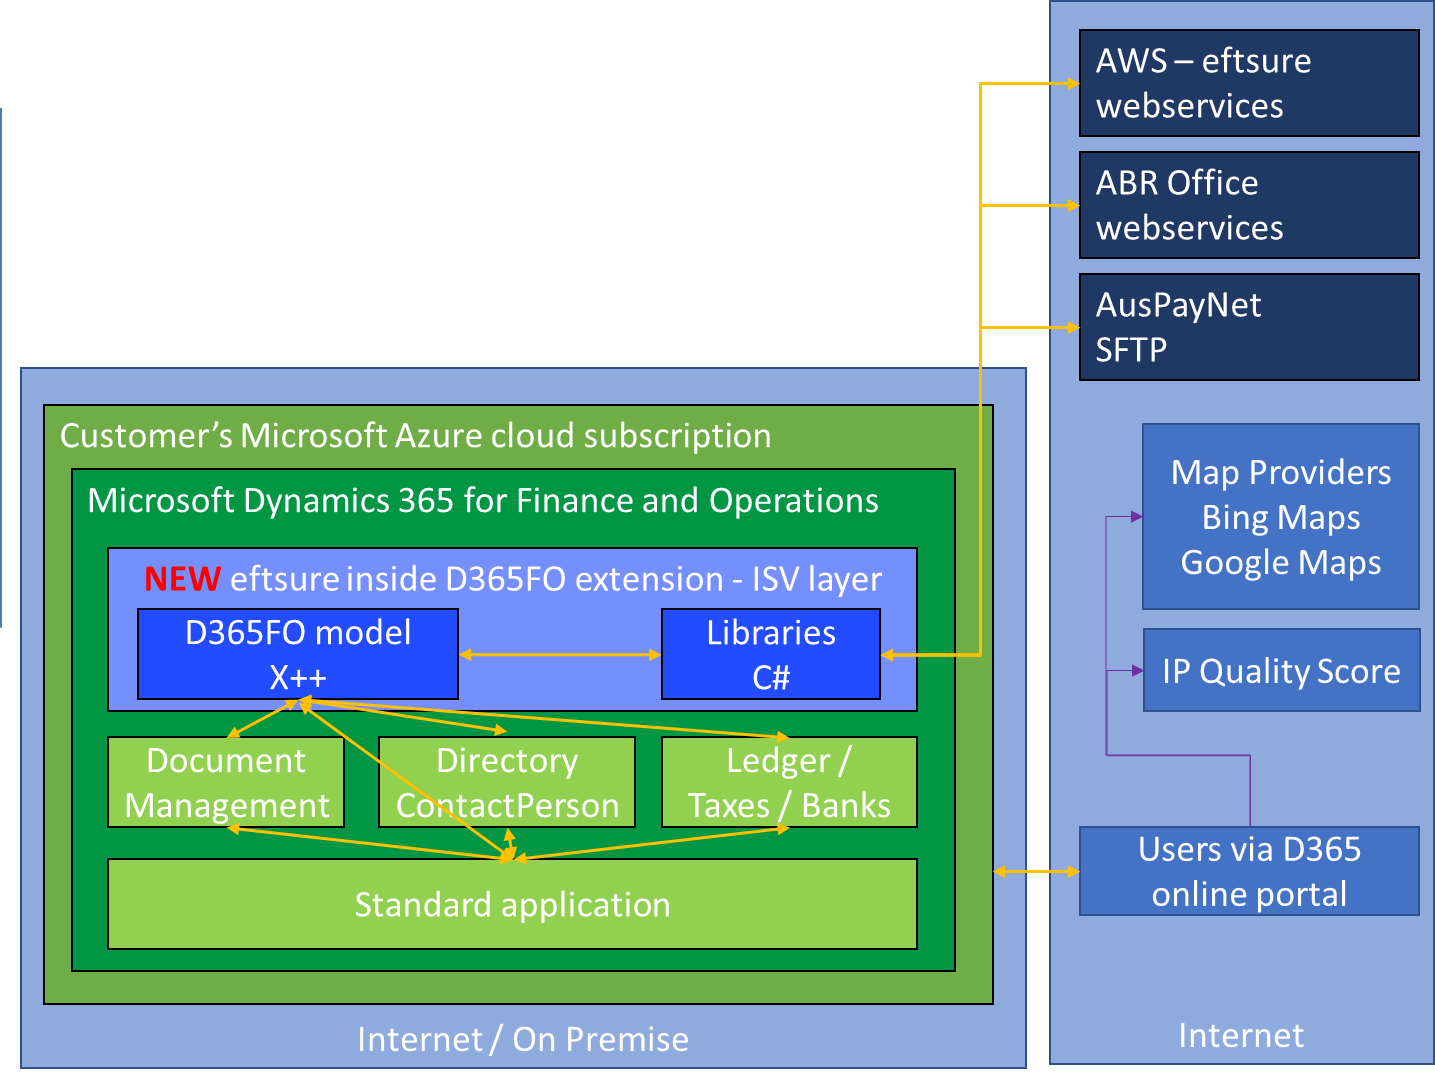 AWS – eftsure
webservices
ABR Office
webservices
AusPayNet
SFTP
Customer’s Microsoft Azure cloud subscription
Microsoft Dynamics 365 for Finance and Operations
NEW eftsure inside D365FO extension - ISV layer
D365FO model
X++
Libraries
C#
Document
Management
Directory
ContactPerson
Ledger /
Taxes / Banks
Standard application
Internet / On Premise
Map Providers
Bing Maps
Google Maps
IP Quality Score
Users via D365
online portal
Internet